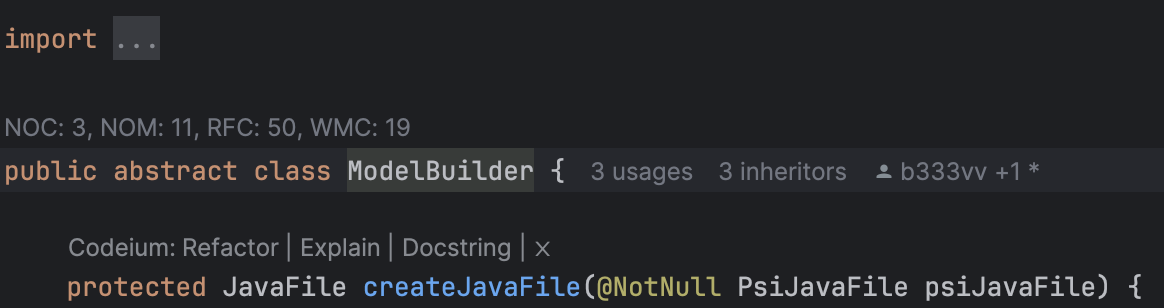 import ...
NOC: 3, NOM: 11, RFC: 50, WMC: 19
public abstract class ModelBuilder { 3 usages 3 inheritors b333vv +1 *
Codeium: Refactor | Explain | Docstring | ×
protected JavaFile createJavaFile(@NotNull PsiJavaFile psiJavaFile) {